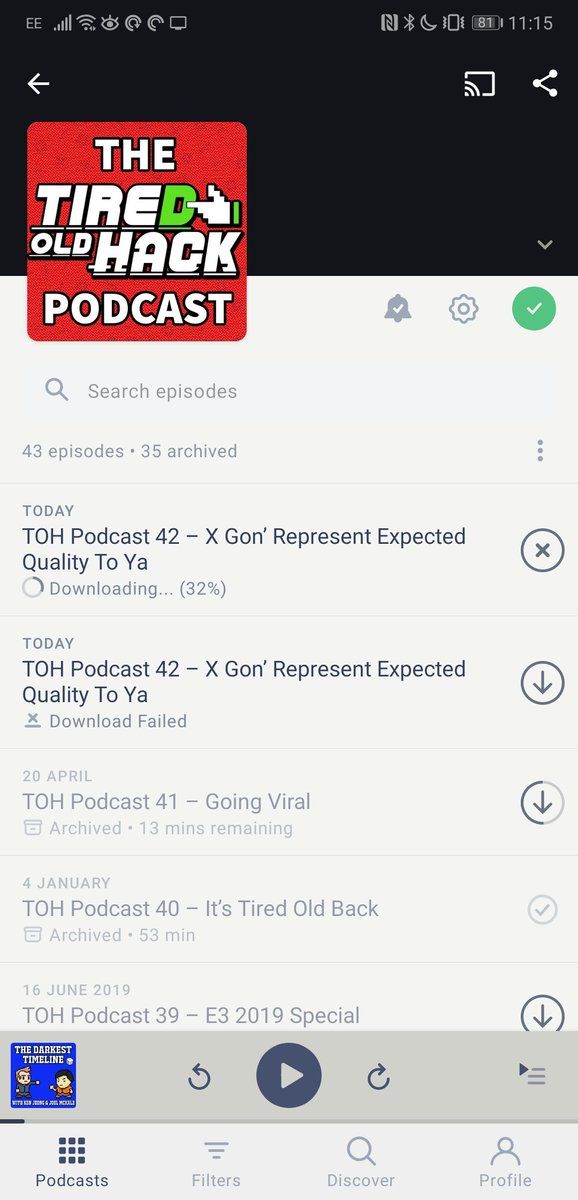 EE
81 11:15
THE
TIRED
OLD HACK
PODCAST
Search episodes
43 episodes • 35 archived
TODAY
TOH Podcast 42 – X Gon’ Represent Expected
Quality To Ya
Downloading... (32%)
TODAY
TOH Podcast 42 – X Gon’ Represent Expected
Quality To Ya
Download Failed
20 APRIL
TOH Podcast 41 – Going Viral
Archived • 13 mins remaining
4 JANUARY
TOH Podcast 40 – It’s Tired Old Back
Archived • 53 min
16 JUNE 2019
TOH Podcast 39 – E3 2019 Special
THE DARKEST
TIMELINE
WITH KEN JEONG & JOEL MCHALE
Podcasts
Filters
Discover
Profile